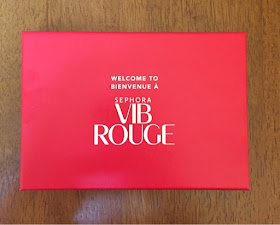 WELCOME TO
BIENVENUE À
SEPHORA
VIB
ROUGE